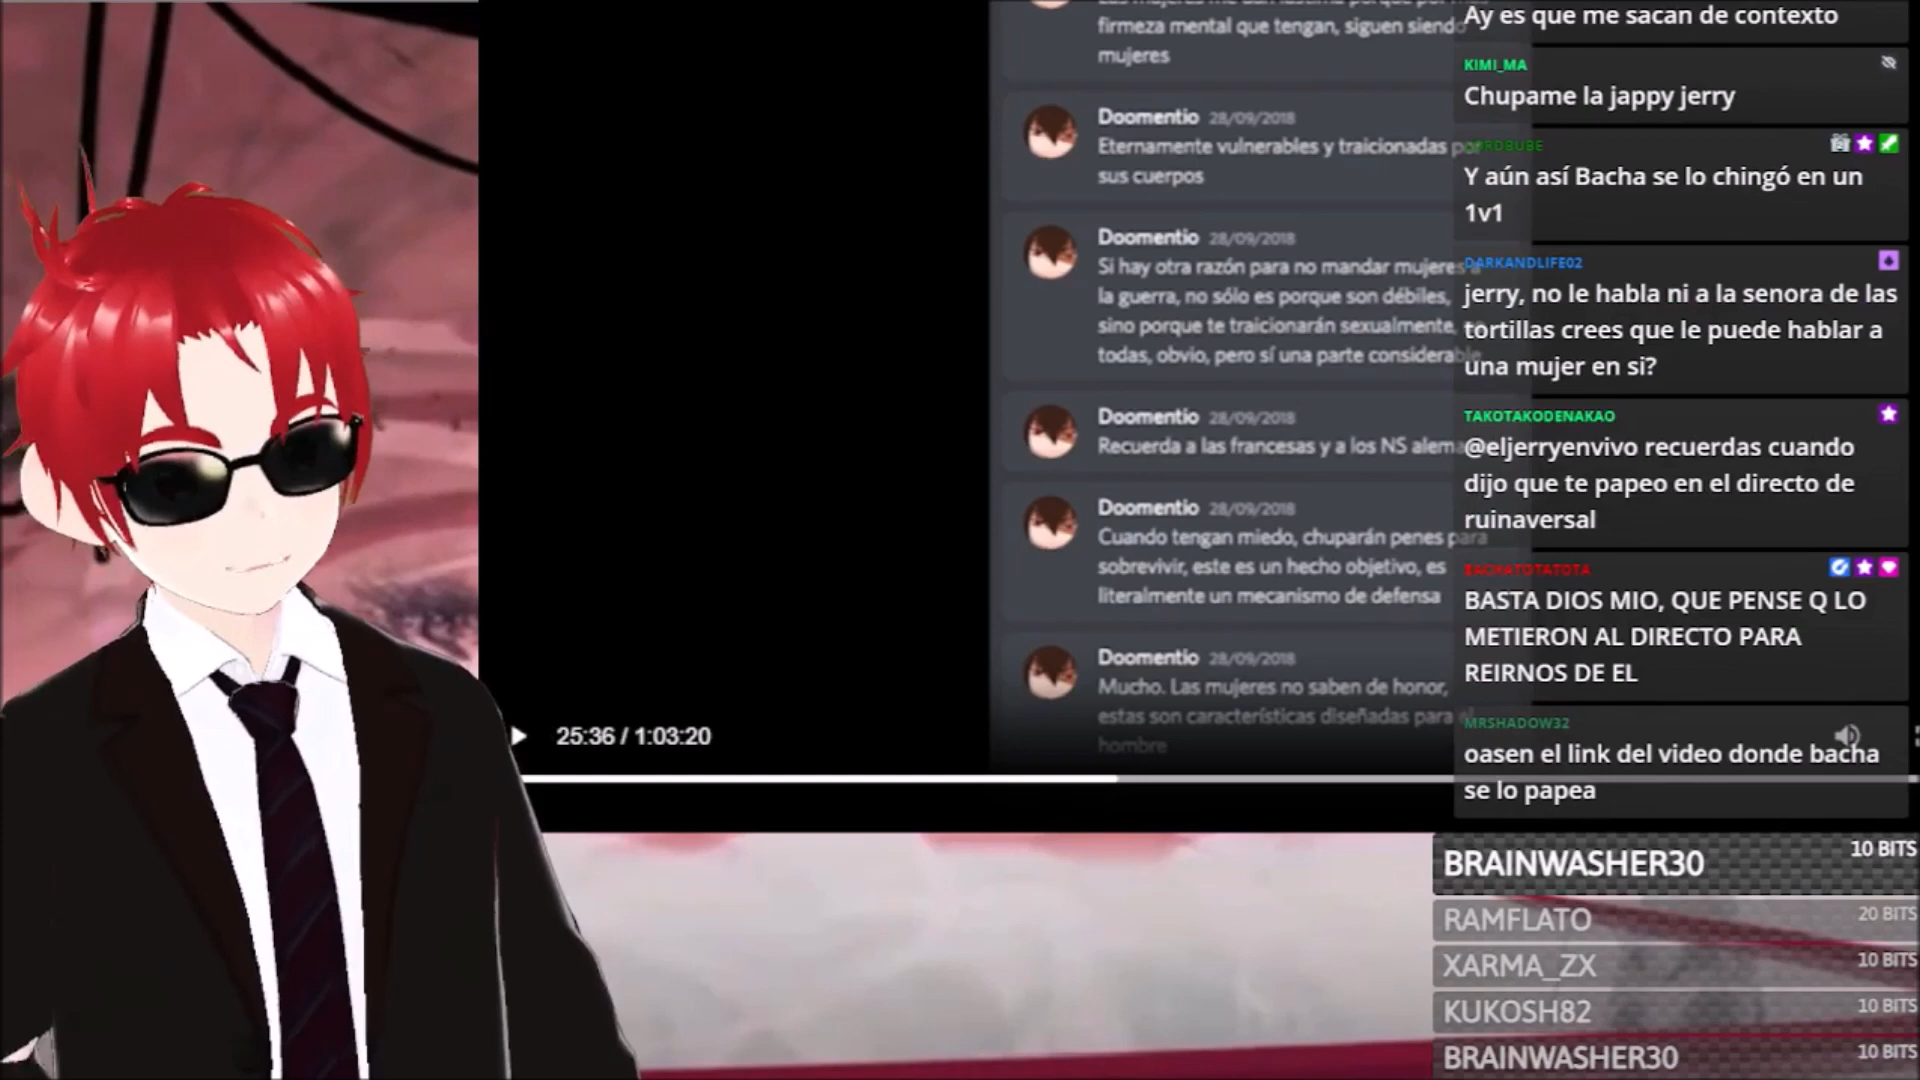 firmeza mental que tengan, siguen siendo
mujeres
Doomentio 28/09/2018
Eternamente vulnerables y traicionadas por
sus cuerpos
Doomentio 28/09/2018
Si hay otra razón para no mandar mujeres a
la guerra, no sólo es porque son débiles,
sino porque te traicionarán sexualmente,
todas, obvio, pero sí una parte considerable
Doomentio 28/09/2018
Recuerda a las francesas y a los NS
Doomentio 28/09/2018
Cuando tengan miedo, chuparán penes para
sobrevivir, este es un hecho objetivo, es
literalmente un mecanismo de defensa
Doomentio 28/09/2018
Mucho. Las mujeres no saben de honor,
estas son características diseñadas para el
hombre
25:36 / 1:03:20
Ay es que me sacan de contexto
KIMI_MA
Chupame la jappy jerry
Y aún así Bacha se lo chingó en un
1v1
DARKANDLIFE02
jerry, no le habla ni a la senora de las
tortillas crees que le puede hablar a
una mujer en si?
TAKOTAKODENAKAO
@eljerryenvivo recuerdas cuando
dijo que te papeo en el directo de
ruinaversal
BACHATOTATOTA
BASTA DIOS MIO, QUE PENSE Q LO
METIERON AL DIRECTO PARA
REIRNOS DE EL
MRSHADOW32
oasen el link del video donde bacha
se lo papea
BRAINWASHER30 10 BITS
RAMFLATO 20 BITS
XARMA_ZX 10 BITS
KUKOSH82 10 BITS
BRAINWASHER30 10 BITS